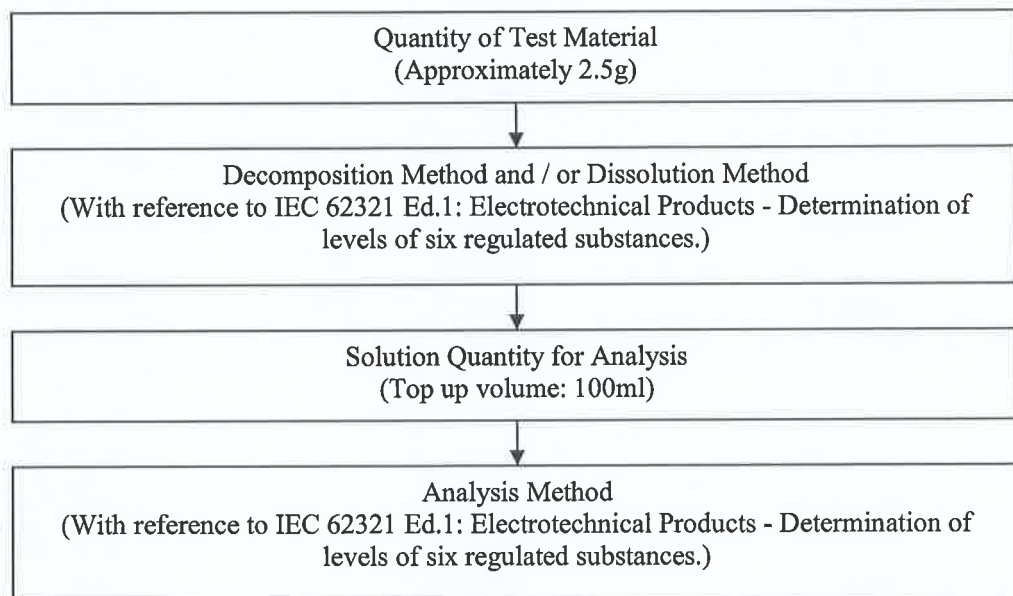 Quantity of Test Material
(Approximately 2.5g)
Decomposition Method and / or Dissolution Method
(With reference to IEC 62321 Ed.1: Electrotechnical Products - Determination of
levels of six regulated substances.)
Solution Quantity for Analysis
(Top up volume: 100ml)
Analysis Method
(With reference to IEC 62321 Ed.1: Electrotechnical Products - Determination of
levels of six regulated substances.)